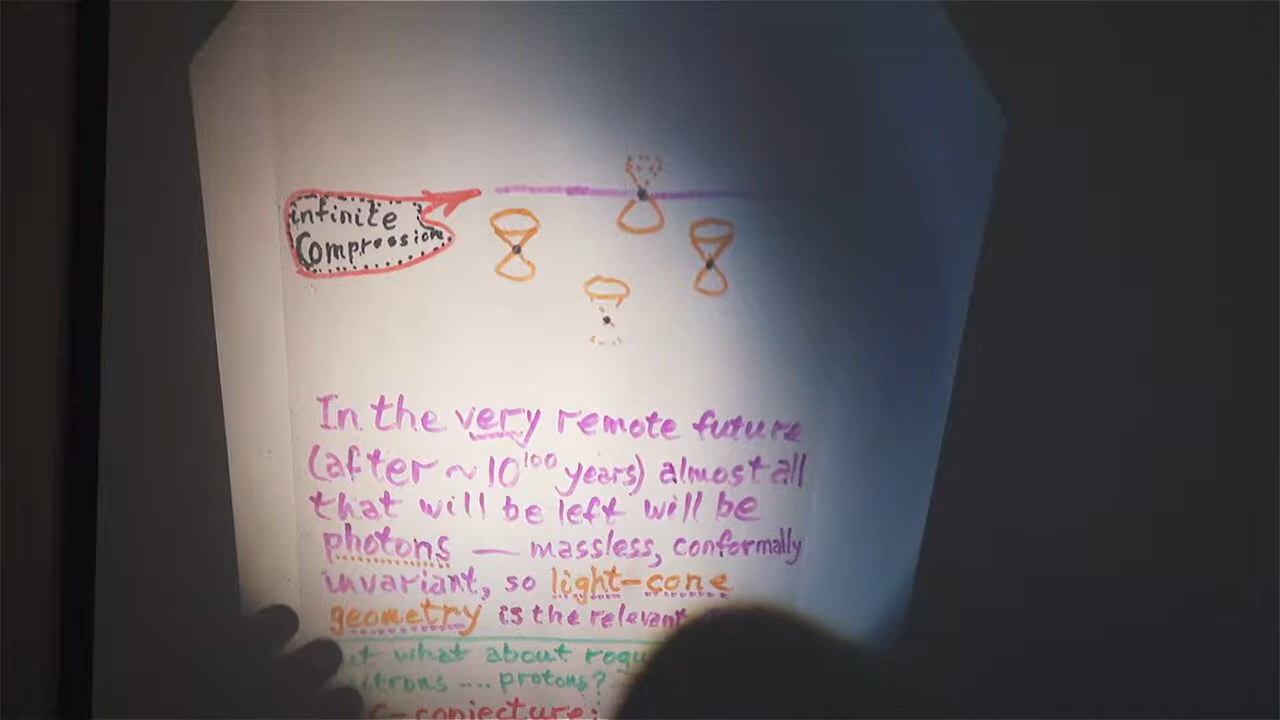 infinite
Compression
In the very remote future
(after ~10¹⁰⁰ years) almost all
that will be left will be
photons — massless, conformally
invariant, so light-cone
geometry is the relevant
what about
protons?
C-conjecture: